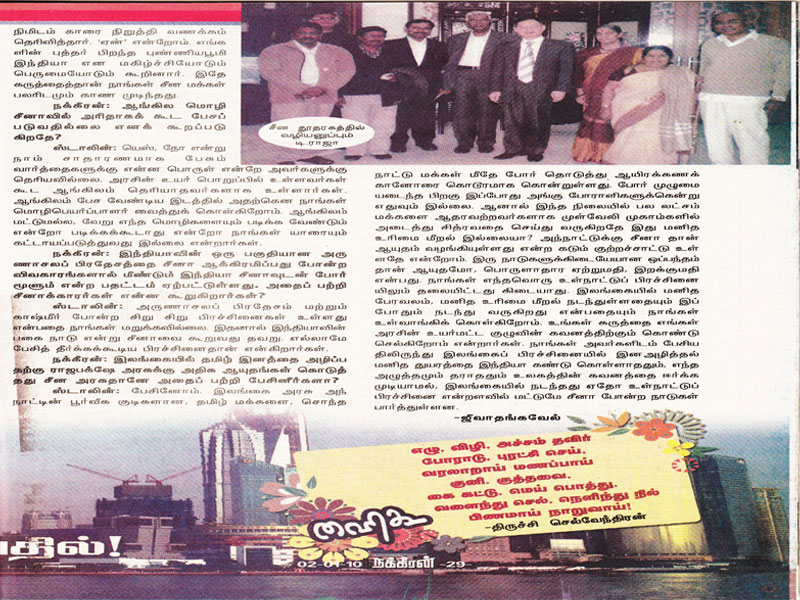 நிமிடம் காரை நிறுத்தி வணக்கம்
தெரிவித்தார். 'ஏன்' என்றோம். எங்க
ளின் புத்தர் பிறந்த புண்ணியபூமி
இந்தியா என மகிழ்ச்சியோடும்
பெருமையோடும் கூறினார். இதே
கருத்தைத்தான் நாங்கள் சீன மக்கள்
பலரிடமும் காண முடிந்தது.
நக்கீரன்: ஆங்கில மொழி
சீனாவில் அரிதாகக் கூட பேசப்
படுவதில்லை எனக் கூறப்படு
கிறதே?
ஸ்டாலின்: யெஸ், நோ என்று
நாம் சாதாரணமாக பேசும்
வார்த்தைகளுக்கு என்ன பொருள் என்றே அவர்களுக்கு
தெரியவில்லை. அரசின் உயர் பொறுப்பில் உள்ளவர்கள்
கூட ஆங்கிலம் தெரியாதவர்களாக உள்ளார்கள்.
ஆங்கிலம் பேச வேண்டிய இடத்தில் அதற்கென நாங்கள்
மொழிபெயர்ப்பாளர் வைத்துக் கொள்கிறோம். ஆங்கிலம்
மட்டுமல்ல, வேறு எந்த மொழிகளையும் படிக்க வேண்டும்
என்றோ படிக்கக்கூடாது என்றோ நாங்கள் யாரையும்
கட்டாயப்படுத்துவது இல்லை என்றார்கள்.
நக்கீரன்: இந்தியாவின் ஒரு பகுதியான அரு
ணாசலப் பிரதேசத்தை சீனா ஆக்கிரமிப்பது போன்ற
விவகாரங்களால் மீண்டும் இந்தியா சீனாவுடன் போர்
மூளும் என்ற பதட்டம் ஏற்பட்டுள்ளது. அதைப் பற்றி
சீனாக்காரர்கள் என்ன கூறுகிறார்கள்?
ஸ்டாலின்: அருணாசலப் பிரதேசம் மற்றும்
காஷ்மீர் போன்ற சிறு சிறு பிரச்சினைகள் உள்ளது
என்பதை நாங்கள் மறுக்கவில்லை. இதனால் இந்தியாவின்
பகை நாடு என்று சீனாவை கூறுவது தவறு. எல்லாமே
பேசித் தீர்க்கக்கூடிய பிரச்சினைதான் என்கிறார்கள்.
நக்கீரன்: இலங்கையில் தமிழ் இனத்தை அழிப்ப
தற்கு ராஜபக்ஷே அரசுக்கு அதிக ஆயுதங்கள் கொடுத்
தது சீன அரசுதானே அதைப் பற்றி பேசினீர்களா?
ஸ்டாலின்: பேசினோம். இலங்கை அரசு அந்
நாட்டின் பூர்வீக குடிகளான, தமிழ் மக்களை, சொந்த
சீன தூதரகத்தில்
வழியனுப்பும்
டி.ராஜா
நாட்டு மக்கள் மீதே போர் தொடுத்து ஆயிரக்கணக்
கானோரை கொடூரமாக கொன்றுள்ளது. போர் முழுமை
யடைந்த பிறகு இப்போது அங்கு போராளிகளுக்கென்று
எதுவும் இல்லை. ஆனால் இந்த நிலையில் பல லட்சம்
மக்களை ஆதரவற்றவர்களாக முள்வேலி முகாம்களில்
அடைத்து சித்ரவதை செய்து வருகிறதே இது மனித
உரிமை மீறல் இல்லையா? அந்நாட்டுக்கு சீனா தான்
ஆயுதம் வழங்கியுள்ளது என்ற கடும் குற்றச்சாட்டு உள்
ளதே என்றோம். இரு நாடுகளுக்கிடையேயான ஒப்பந்தம்
தான் ஆயுதமோ, பொருளாதார ஏற்றுமதி, இறக்குமதி
என்பது. நாங்கள் எந்தவொரு உள்நாட்டுப் பிரச்சினை
யிலும் தலையிட்டது கிடையாது. இலங்கையில் மனித
பேரவலம், மனித உரிமை மீறல் நடந்துள்ளதையும் இப்
போதும் நடந்து வருகிறது என்பதையும் நாங்கள்
உள்வாங்கிக் கொள்கிறோம். உங்கள் கருத்தை எங்கள்
அரசின் உயர்மட்ட குழுவின் கவனத்திற்கும் கொண்டு
செல்கிறோம் என்றார்கள். நாங்கள் அவர்களிடம் பேசிய
திலிருந்து இலங்கைப் பிரச்சினையில் இனஅழித்தல்
மனித துயரத்தை இந்தியா கண்டு கொள்ளாததும், எந்த
அழுத்தமும் தராததும் உலகத்தின் கவனத்தை ஈர்க்க
முடியாமல், இலங்கையில் நடந்தது ஏதோ உள்நாட்டுப்
பிரச்சினை என்றளவில் மட்டுமே சீனா போன்ற நாடுகள்
பார்த்துள்ளன.
-ஜீவாதங்கவேல்
எழு, விழி, அச்சம் தவிர்
போராடு, புரட்சி செய்,
வரலாறாய் மணப்பாய்
குனி, குத்தவை,
கை கட்டு, மெய் பொத்து,
வளைந்து செல், நெளிந்து நில்
பிணமாய் நாறுவாய்!
-திருச்சி செல்வேந்திரன்
பதில்!
02-01-10 நக்கீரன் -29